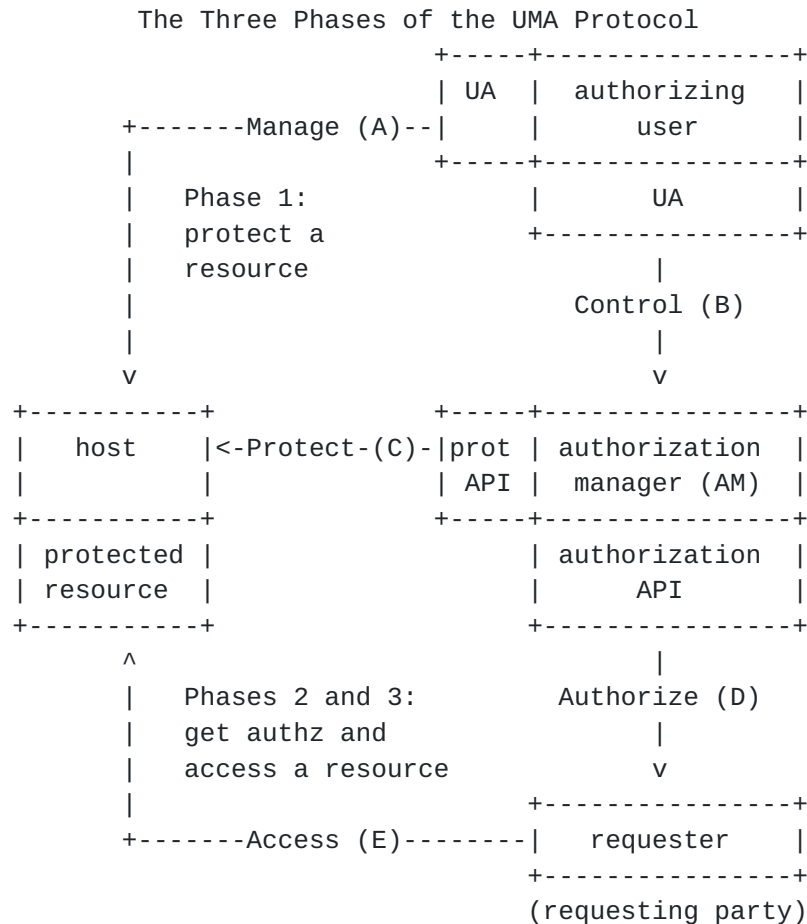 The Three Phases of the UMA Protocol
+-----+----------------+
| UA  |   authorizing  |
+-------Manage (A)--|     |      user      |
|                   +-----+----------------+
|   Phase 1:              |       UA       |
|   protect a             +----------------+
|   resource                      |
|                            Control (B)
|                                 |
v                                 v
+-----------+              +-----+----------------+
|   host    |<-Protect-(C)-|prot | authorization  |
|           |              | API |  manager (AM)  |
+-----------+              +-----+----------------+
| protected |                    | authorization  |
| resource  |                    |      API       |
+-----------+                    +----------------+
^                                 |
|   Phases 2 and 3:         Authorize (D)
|   get authz and                 |
|   access a resource             v
|                         +----------------+
+-------Access (E)--------|   requester    |
+----------------+
(requesting party)